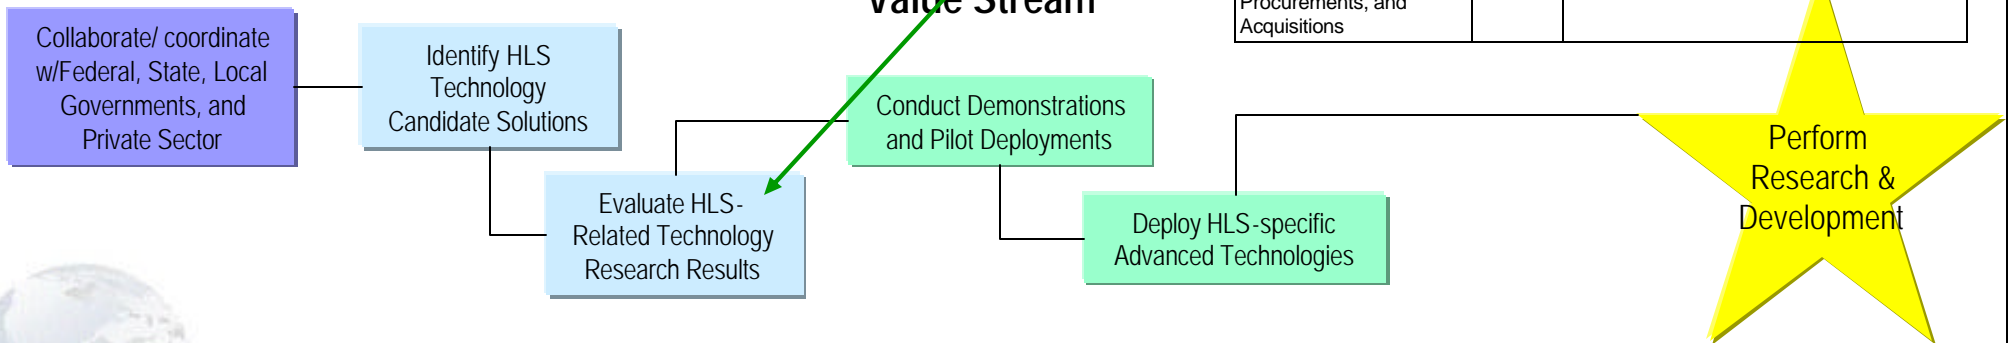 Value Stream
Procurements, and
Acquisitions
Collaborate/ coordinate
w/Federal, State, Local
Governments, and
Private Sector
Identify HLS
Technology
Candidate Solutions
Evaluate HLS-
Related Technology
Research Results
Conduct Demonstrations
and Pilot Deployments
Deploy HLS-specific
Advanced Technologies
Perform
Research &
Development